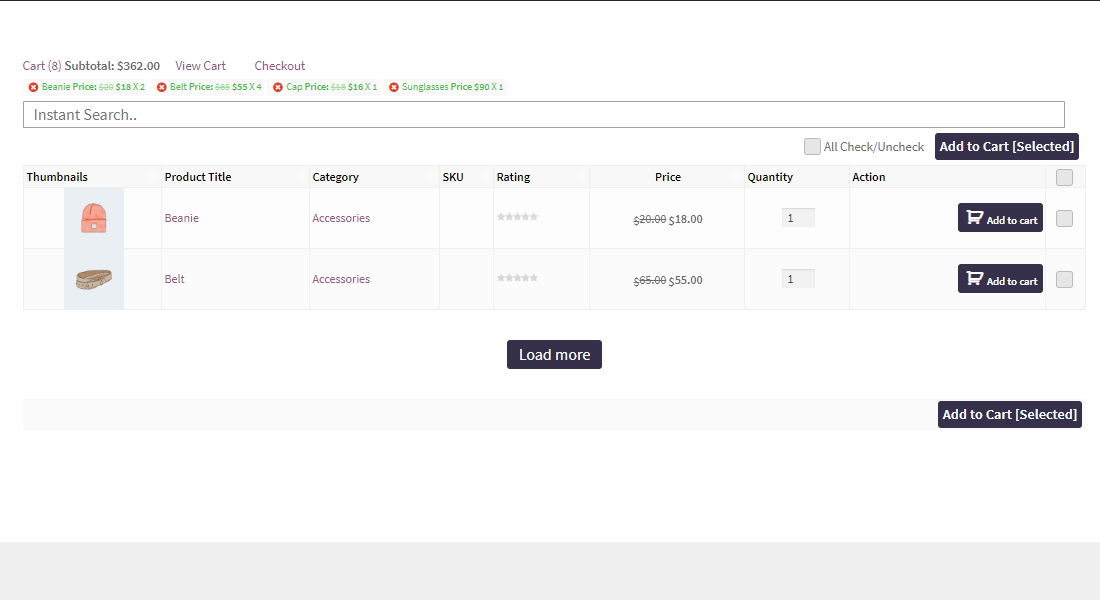 Cart (8) Subtotal: $362.00 View Cart Checkout
Beanie Price: $20 $18 X 2 Belt Price: $65 $55 X 4 Cap Price: $18 $16 X 1 Sunglasses Price $90 X 1
Instant Search..
All Check/Uncheck Add to Cart [Selected]
Thumbnails Product Title Category SKU Rating Price Quantity Action
Beanie Accessories $20.00 $18.00 1 Add to cart
Belt Accessories $65.00 $55.00 1 Add to cart
Load more
Add to Cart [Selected]